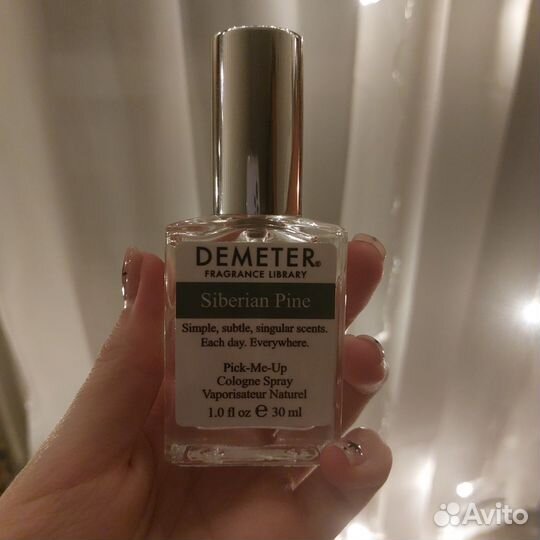 DEMETER®
FRAGRANCE LIBRARY
Siberian Pine
Simple, subtle, singular scents.
Each day. Everywhere.
Pick-Me-Up
Cologne Spray
Vaporisateur Naturel
1.0 fl oz ℮ 30 ml
Avito